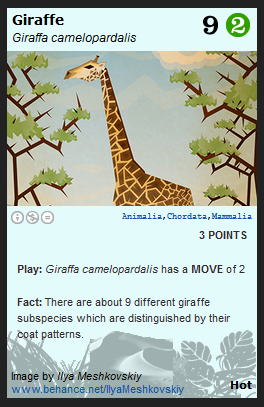 Giraffe
Giraffa camelopardalis
9 2
Animalia,Chordata,Mammalia
3 POINTS
Play: Giraffa camelopardalis has a MOVE of 2
Fact: There are about 9 different giraffe
subspecies which are distinguished by their
coat patterns.
Image by Ilya Meshkovskiy
www.behance.net/IlyaMeshkovskiy
Hot